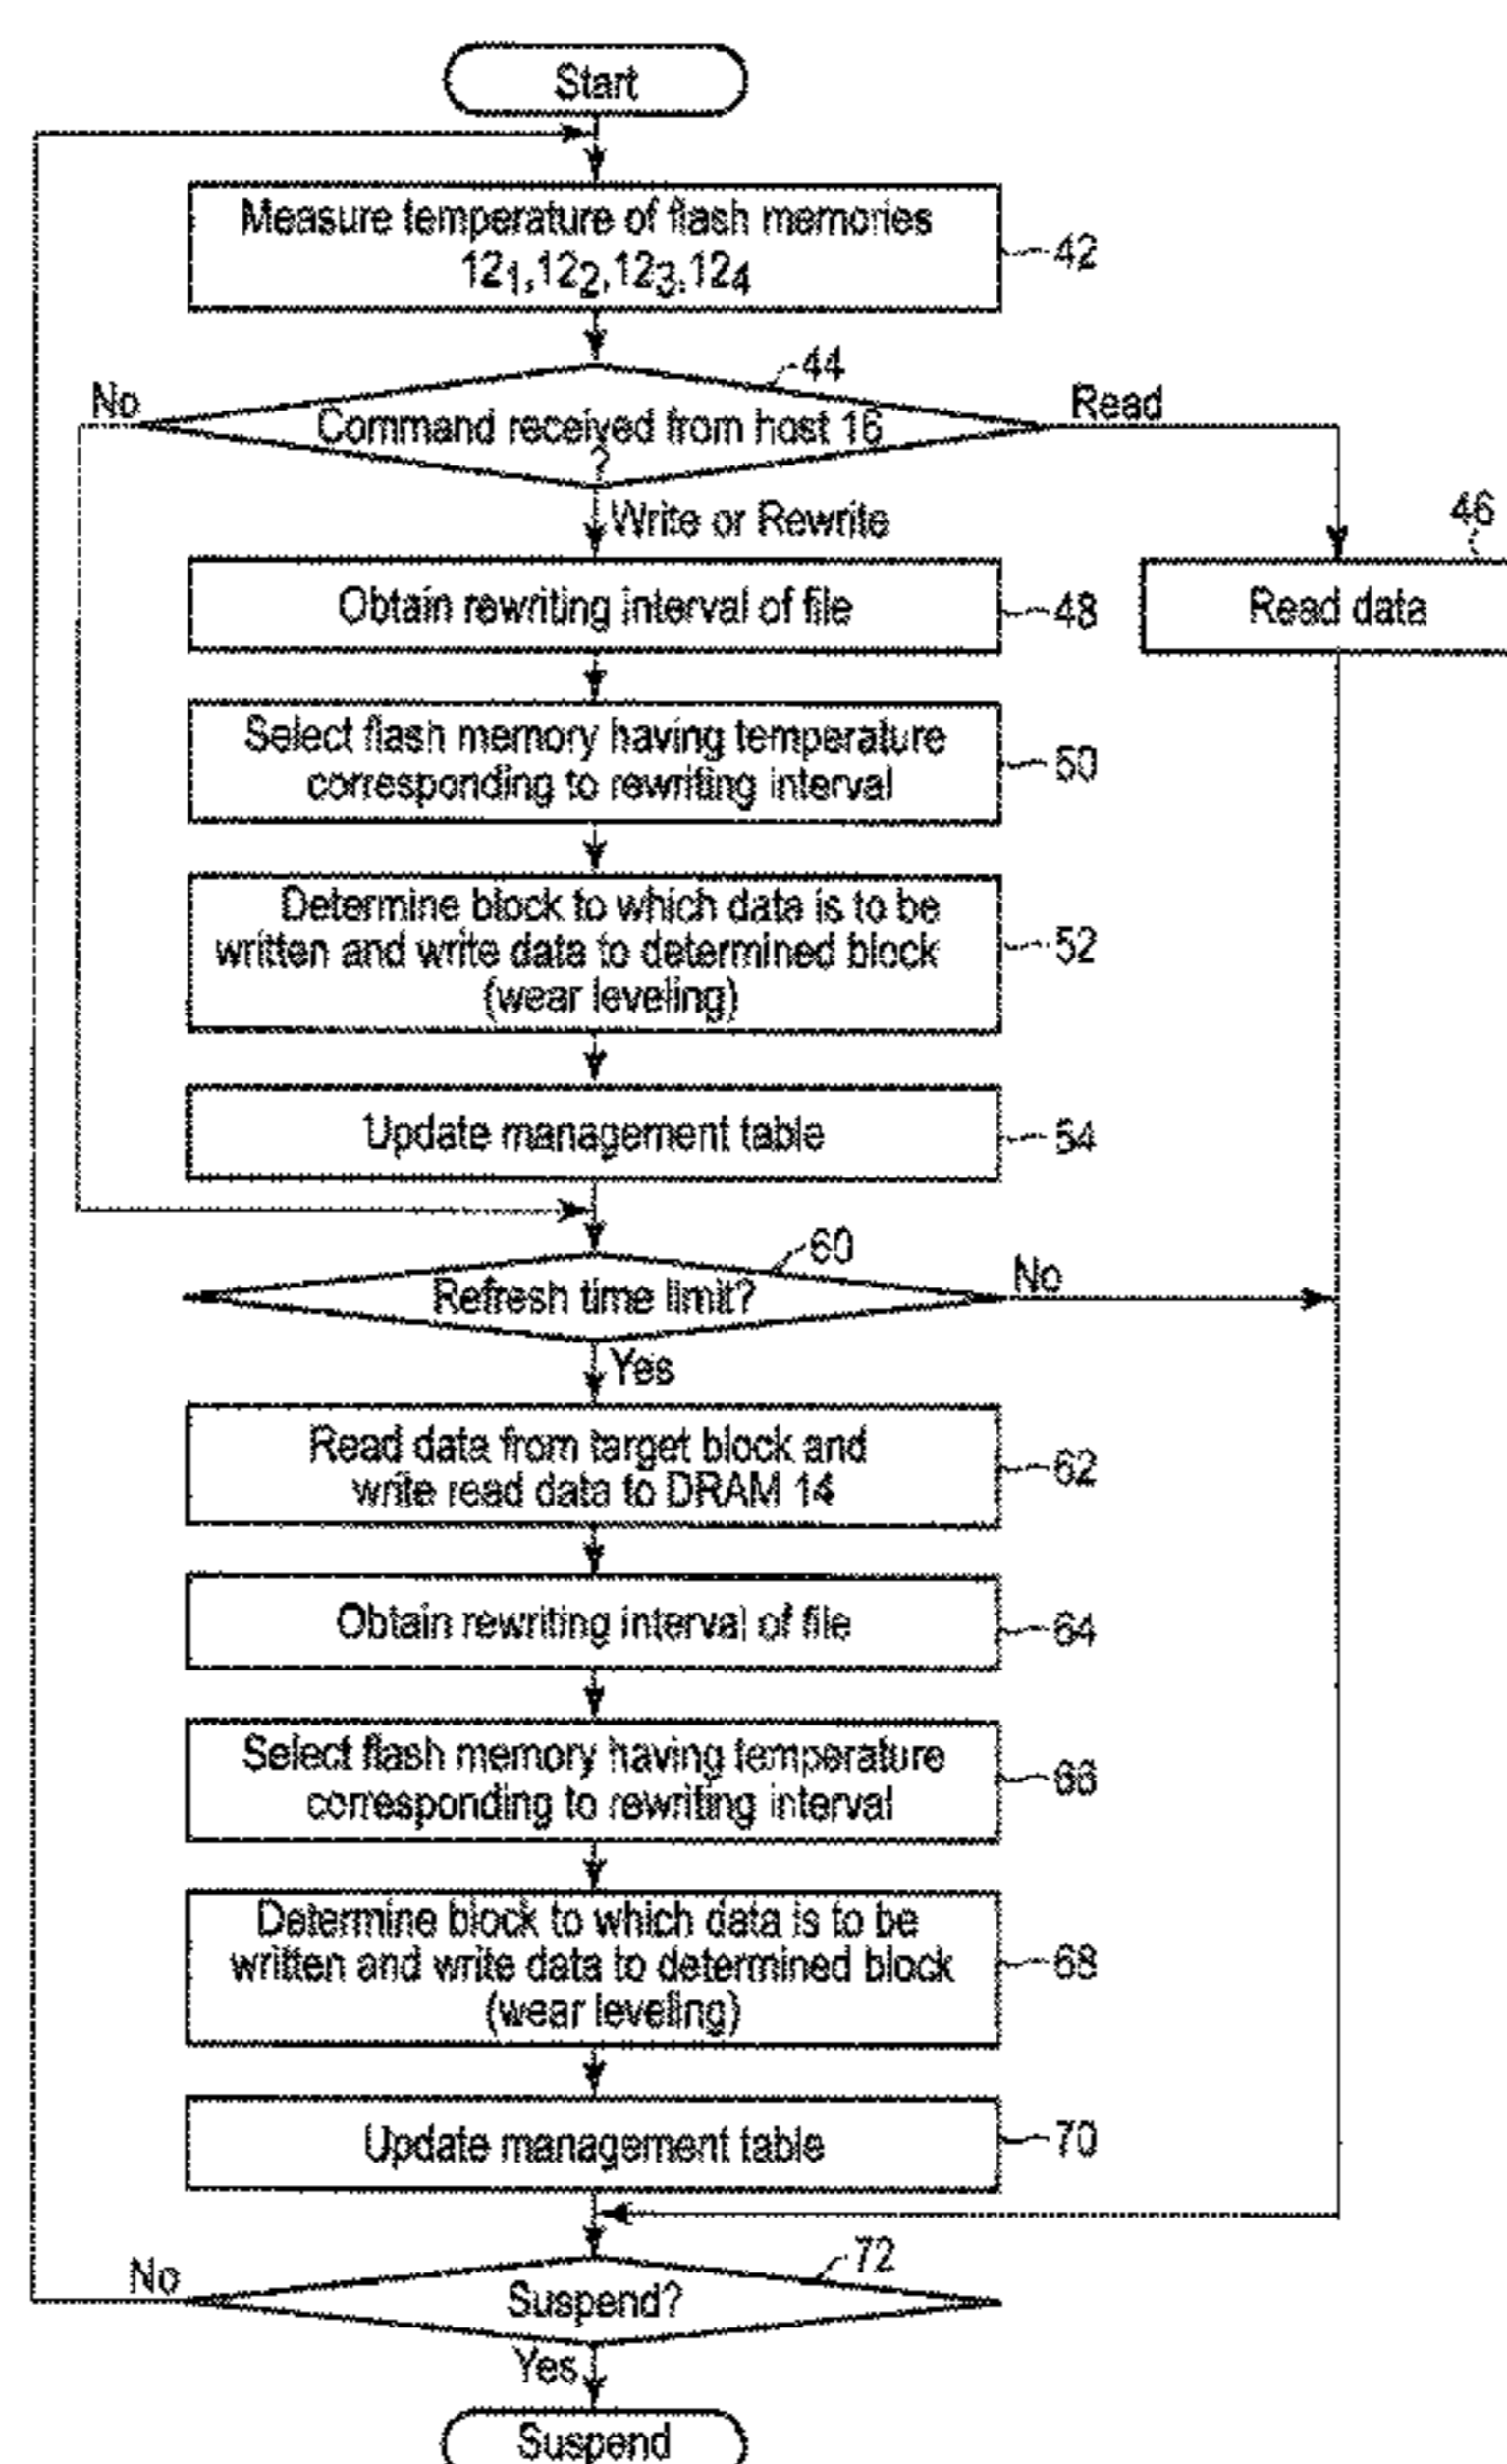 Start
Measure temperature of flash memories
12₁,12₂,12₃,12₄
42
44
No
Command received from host 16
?
Read
Write or Rewrite
46
Obtain rewriting interval of file
48
Read data
Select flash memory having temperature
corresponding to rewriting interval
50
Determine block to which data is to be
written and write data to determined block
(wear leveling)
52
Update management table
54
60
Refresh time limit?
No
Yes
Read data from target block and
write read data to DRAM 14
62
Obtain rewriting interval of file
64
Select flash memory having temperature
corresponding to rewriting interval
66
Determine block to which data is to be
written and write data to determined block
(wear leveling)
68
Update management table
70
72
No
Suspend?
Yes
Suspend